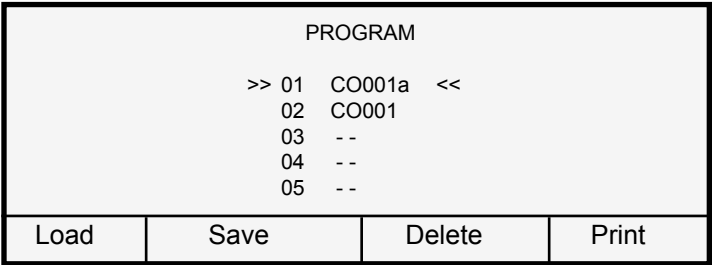 PROGRAM
>> 01 CO001a <<
02 CO001
03 - -
04 - -
05 - -
Load Save Delete Print